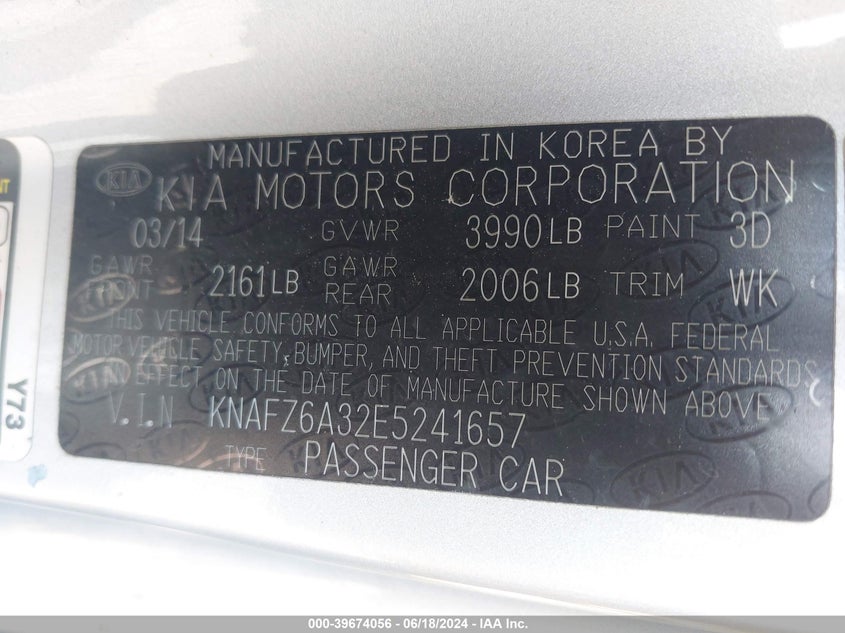 MANUFACTURED IN KOREA BY
KIA KIA MOTORS CORPORATION
03/14 GVWR 3990LB PAINT 3D
GAWR FRONT 2161LB GAWR REAR 2006LB TRIM WK
THIS VEHICLE CONFORMS TO ALL APPLICABLE U.S.A. FEDERAL
MOTOR VEHICLE SAFETY, BUMPER, AND THEFT PREVENTION STANDARDS
IN EFFECT ON THE DATE OF MANUFACTURE SHOWN ABOVE
V.I.N KNAFZ6A32E5241657
TYPE PASSENGER CAR
Y73
000-39674056 - 06/18/2024 - IAA Inc.